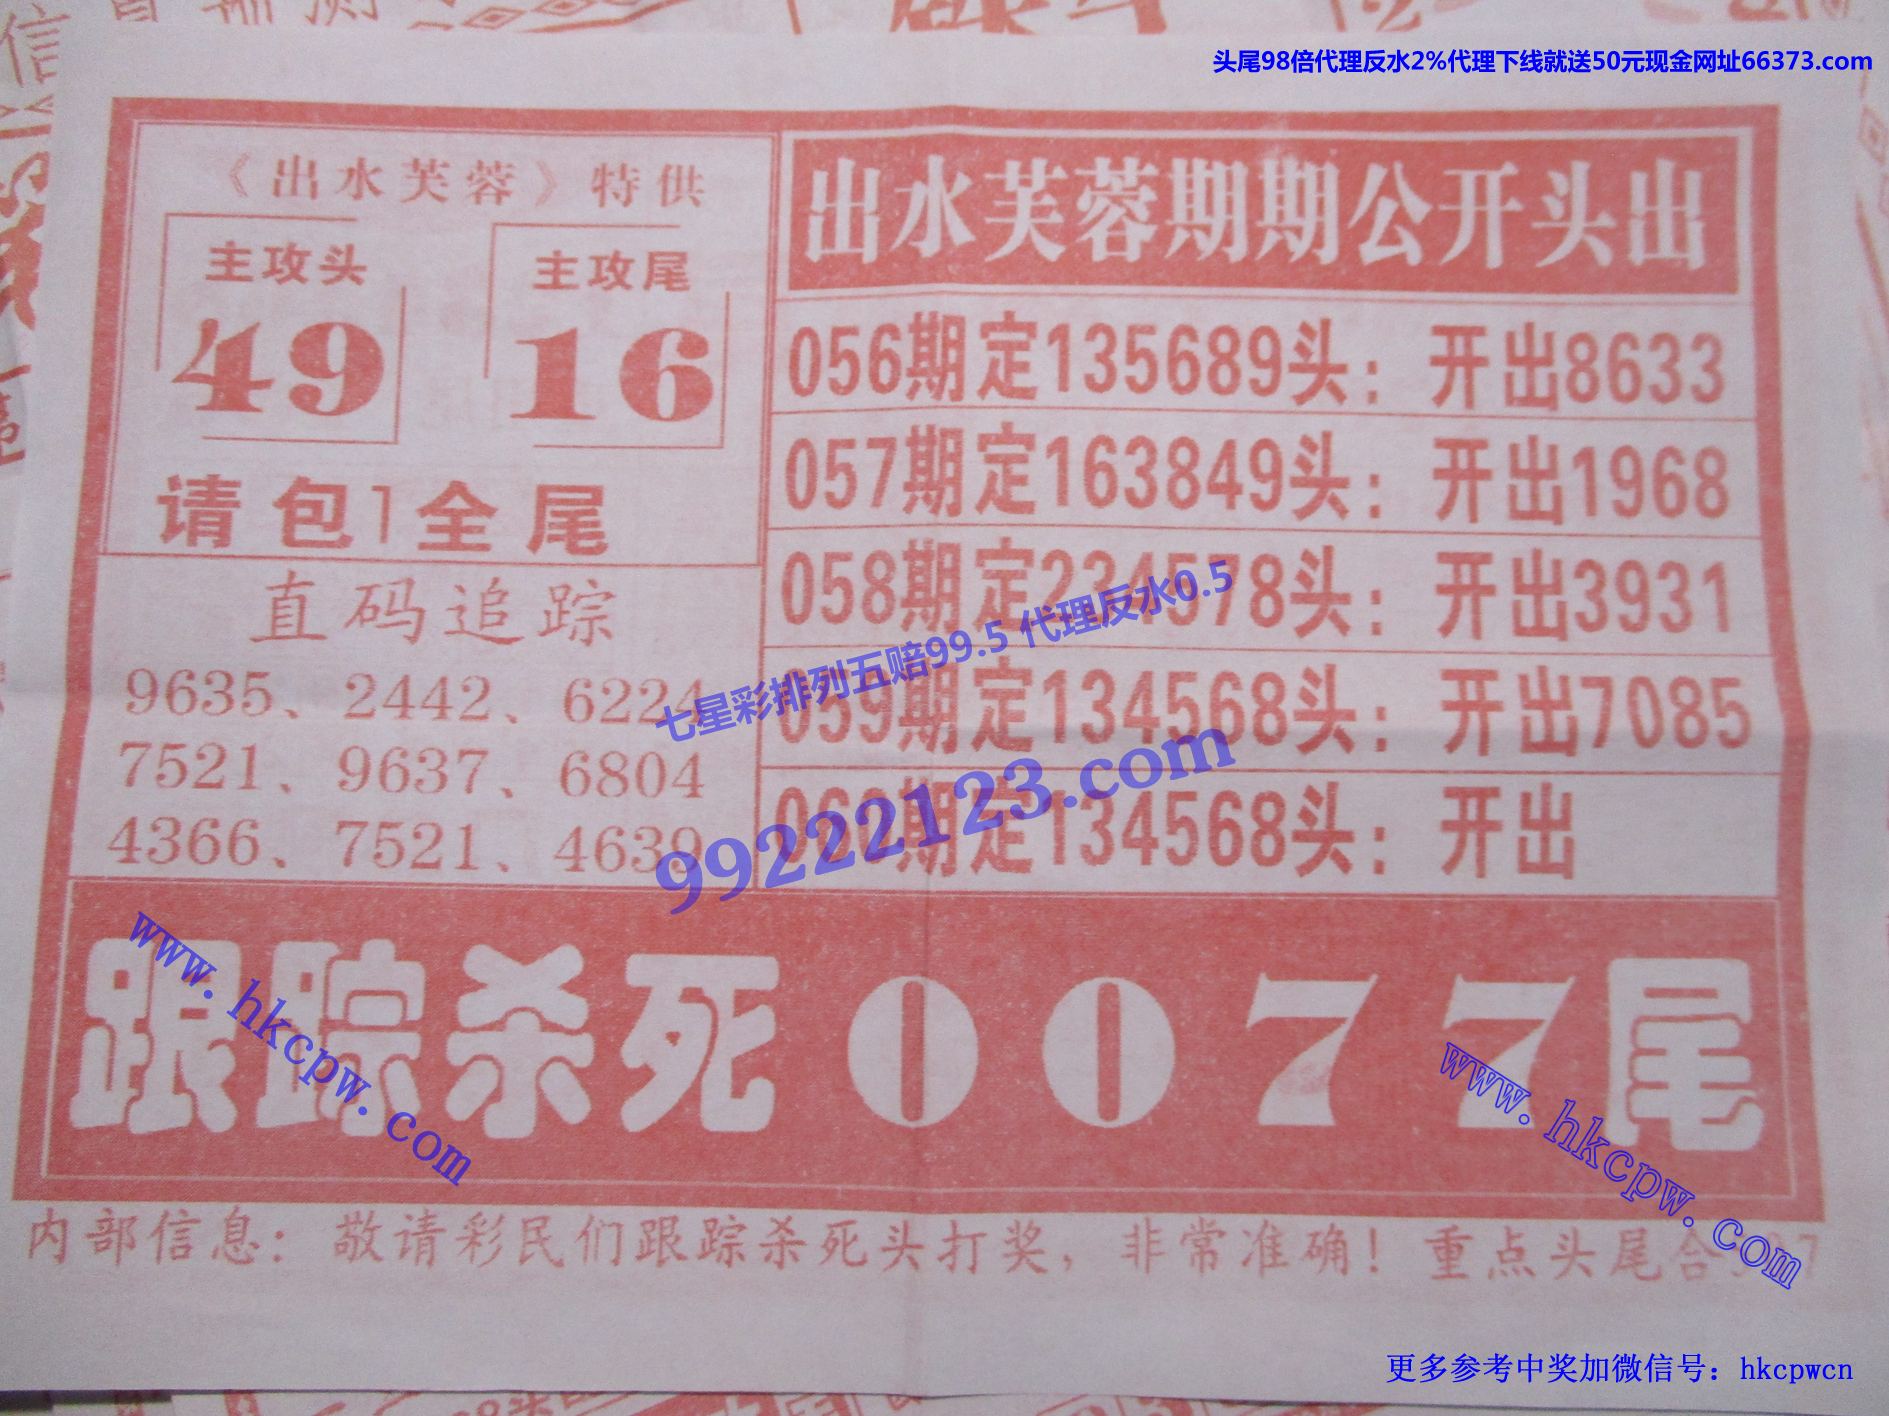 头尾98倍代理反水2%代理下线就送50元现金网址66373.com
《出水芙蓉》特供
主攻头
49
主攻尾
16
请包1全尾
直码追踪
9635、2442、6224
7521、9637、6804
4366、7521、4639
出水芙蓉期期公开头出
056期定135689头：开出8633
057期定163849头：开出1968
058期定234578头：开出3931
059期定134568头：开出7085
060期定134568头：开出
七星彩排列五赔99.5 代理反水0.5
99222123.com
跟踪杀死0077尾
www.hkcpw.com
www.hkcpw.com
内部信息：敬请彩民们跟踪杀死头打奖，非常准确！重点头尾合
更多参考中奖加微信号：hkcpwcn